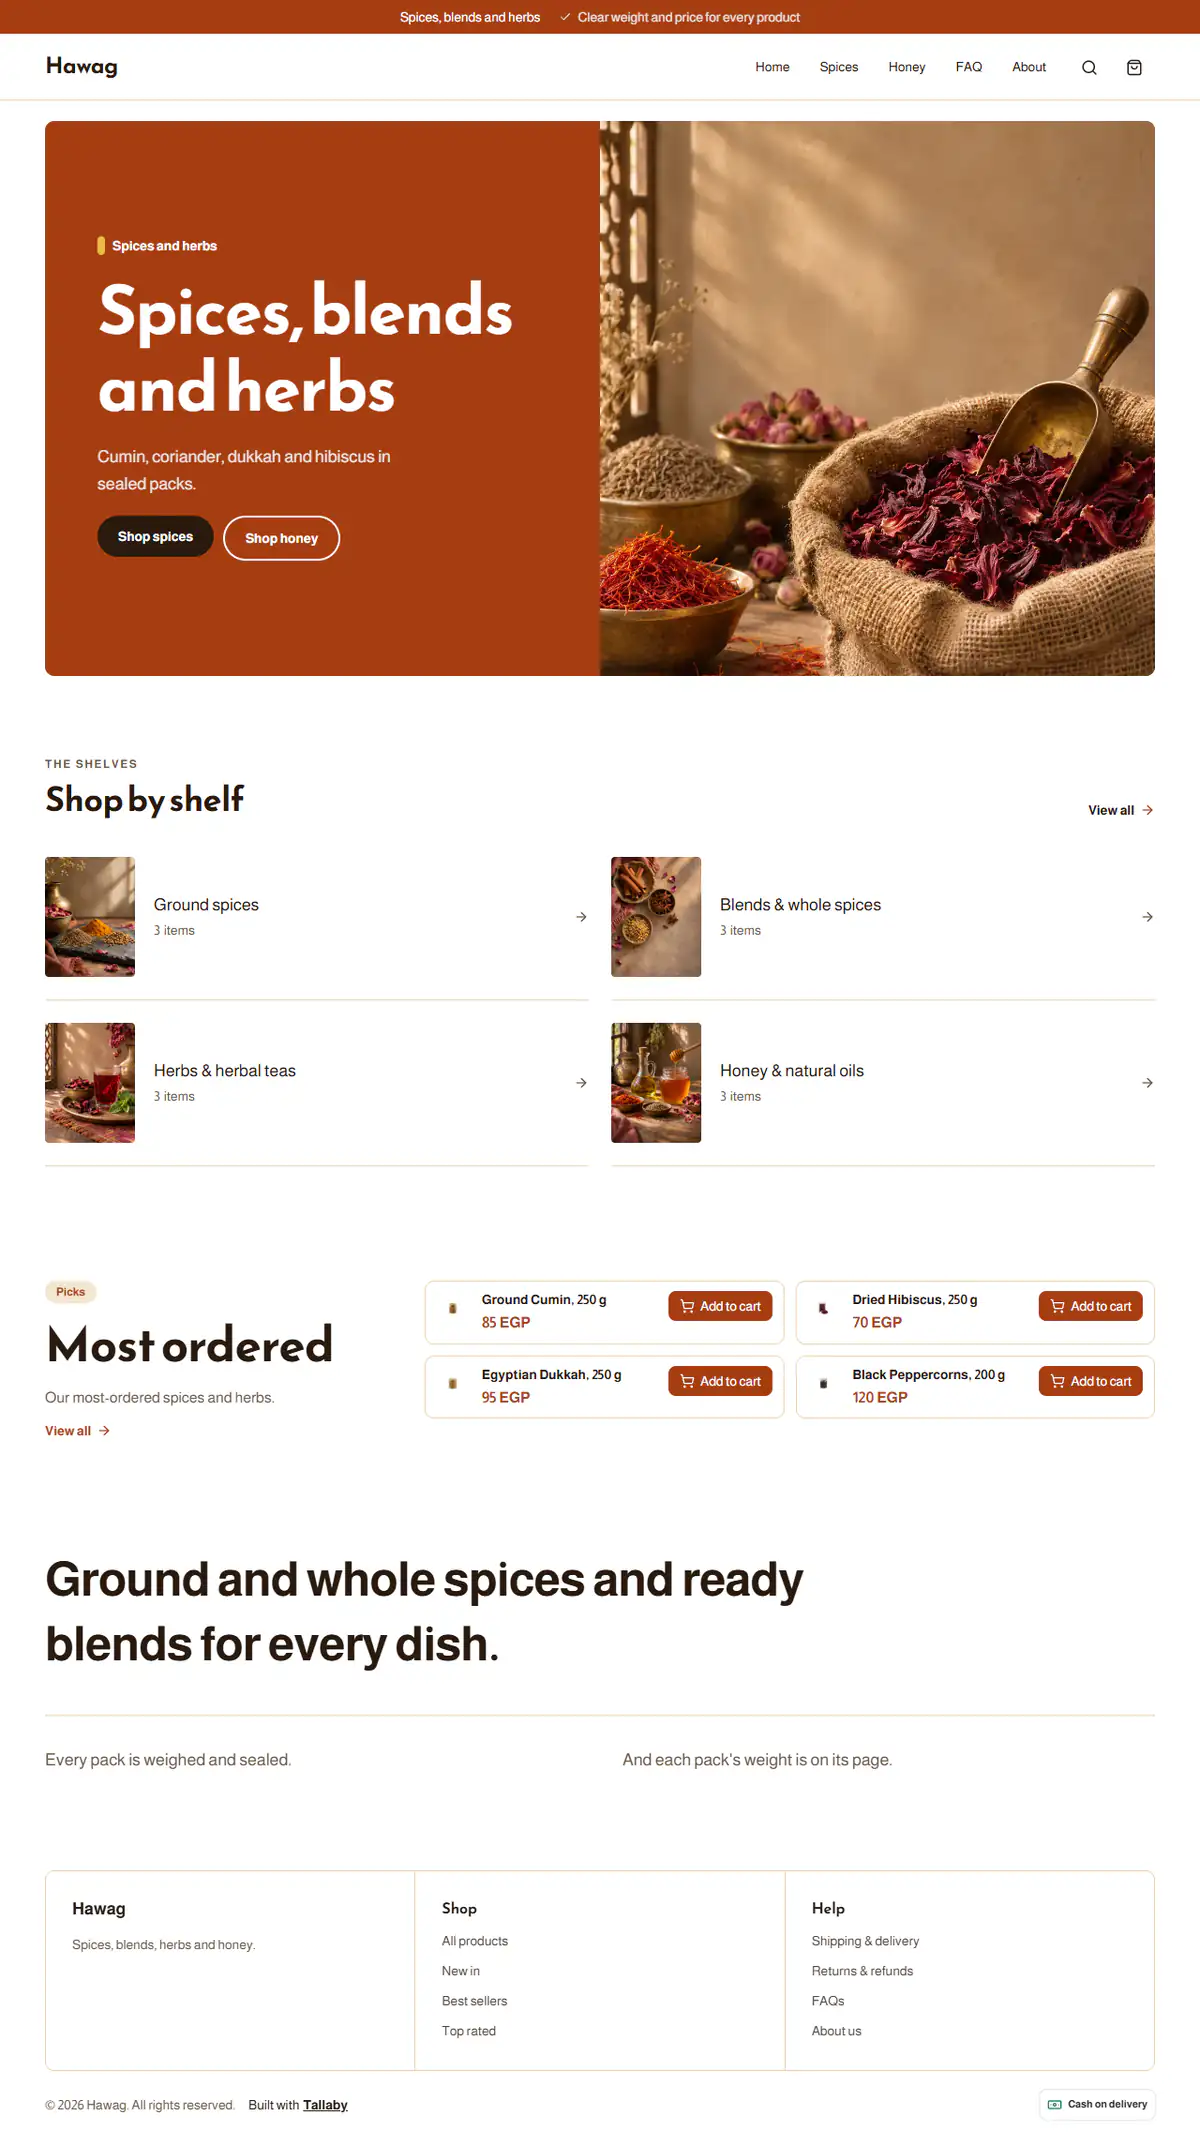 Spices, blends and herbs
Clear weight and price for every product
Hawag
Home
Spices
Honey
FAQ
About
Spices and herbs
Spices, blends
and herbs
Cumin, coriander, dukkah and hibiscus in
sealed packs.
Shop spices
Shop honey
THE SHELVES
Shop by shelf
View all
Ground spices
3 items
Blends & whole spices
3 items
Herbs & herbal teas
3 items
Honey & natural oils
3 items
Picks
Most ordered
Our most-ordered spices and herbs.
View all
Ground Cumin, 250 g
85 EGP
Add to cart
Dried Hibiscus, 250 g
70 EGP
Add to cart
Egyptian Dukkah, 250 g
95 EGP
Add to cart
Black Peppercorns, 200 g
120 EGP
Add to cart
Ground and whole spices and ready
blends for every dish.
Every pack is weighed and sealed.
And each pack's weight is on its page.
Hawag
Spices, blends, herbs and honey.
Shop
All products
New in
Best sellers
Top rated
Help
Shipping & delivery
Returns & refunds
FAQs
About us
© 2026 Hawag. All rights reserved.
Built with Tallaby
Cash on delivery